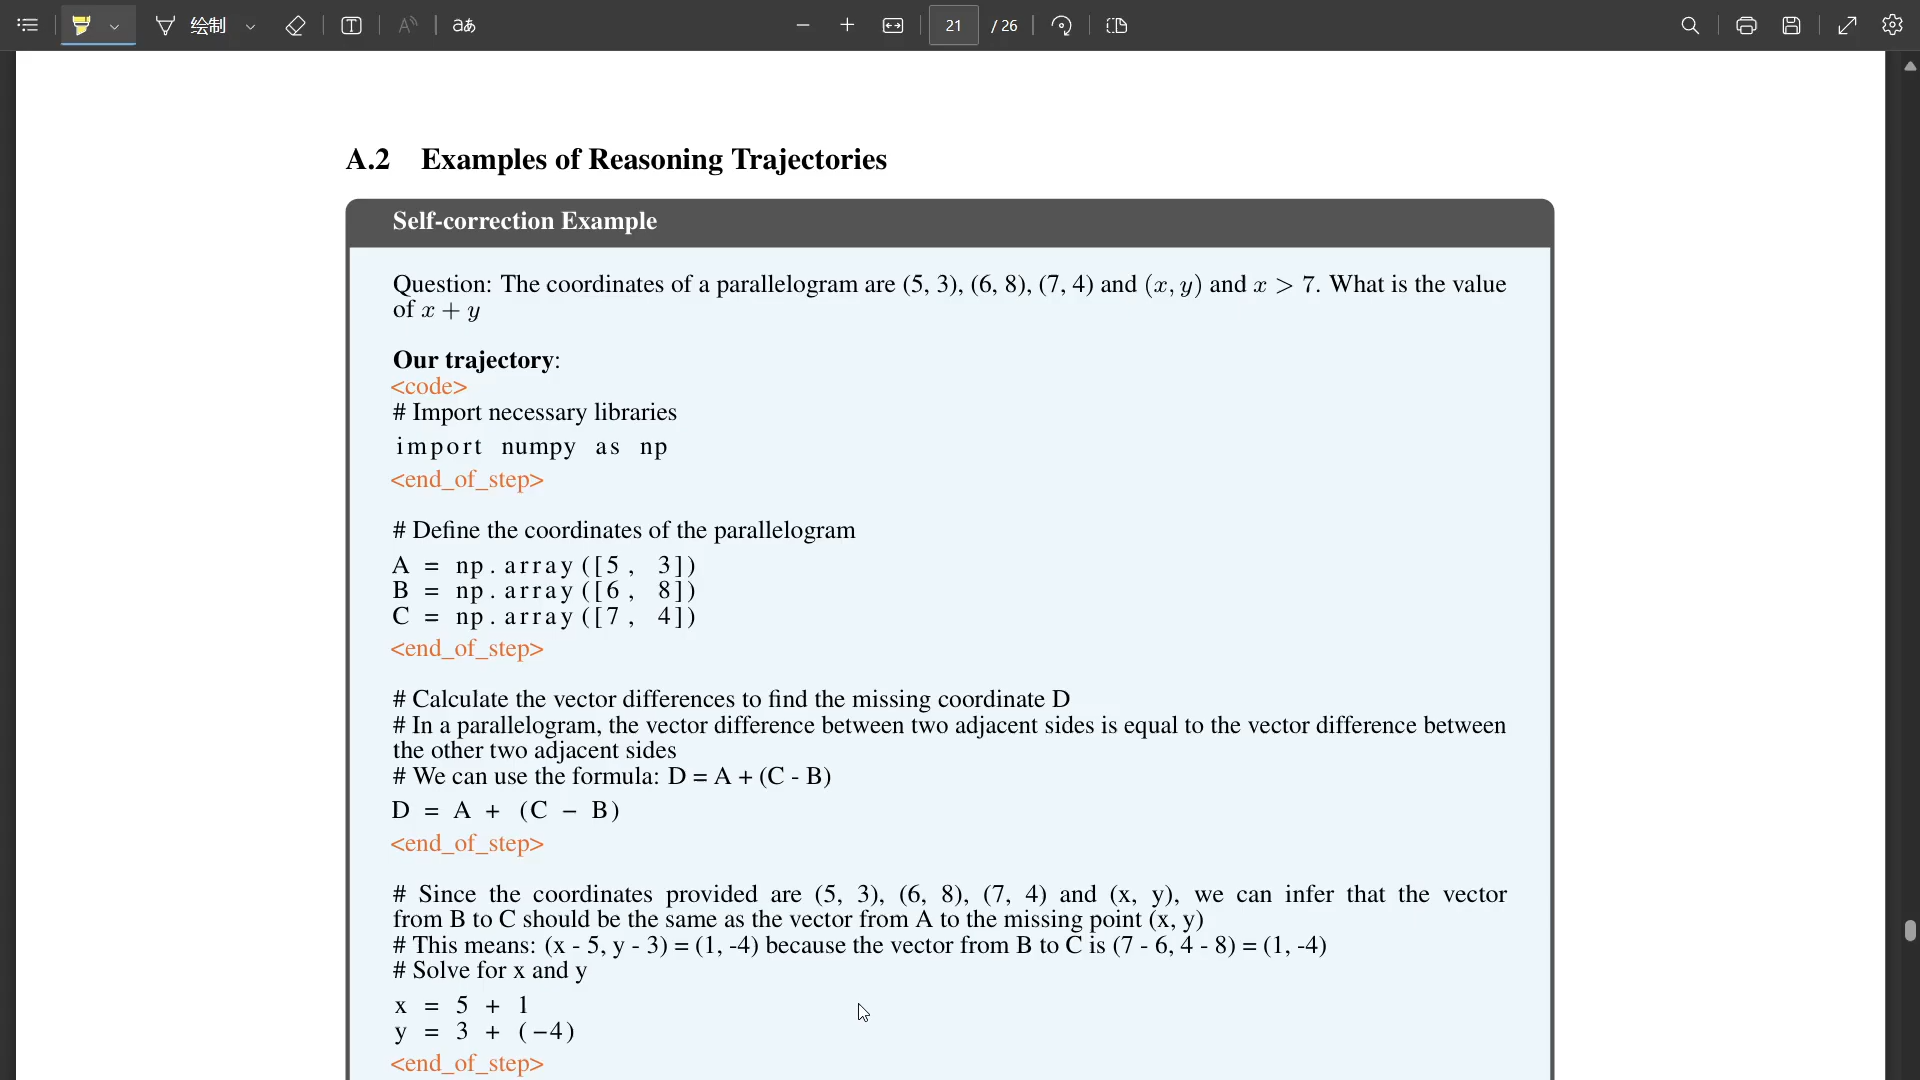 绘制
aあ
21 / 26
A.2 Examples of Reasoning Trajectories
Self-correction Example
Question: The coordinates of a parallelogram are (5, 3), (6, 8), (7, 4) and (x, y) and x > 7. What is the value
of x + y
Our trajectory:
<code>
# Import necessary libraries
import numpy as np
<end_of_step>
# Define the coordinates of the parallelogram
A = np.array([5, 3])
B = np.array([6, 8])
C = np.array([7, 4])
<end_of_step>
# Calculate the vector differences to find the missing coordinate D
# In a parallelogram, the vector difference between two adjacent sides is equal to the vector difference between
the other two adjacent sides
# We can use the formula: D = A + (C - B)
D = A + (C − B)
<end_of_step>
# Since the coordinates provided are (5, 3), (6, 8), (7, 4) and (x, y), we can infer that the vector
from B to C should be the same as the vector from A to the missing point (x, y)
# This means: (x - 5, y - 3) = (1, -4) because the vector from B to C is (7 - 6, 4 - 8) = (1, -4)
# Solve for x and y
x = 5 + 1
y = 3 + (−4)
<end_of_step>